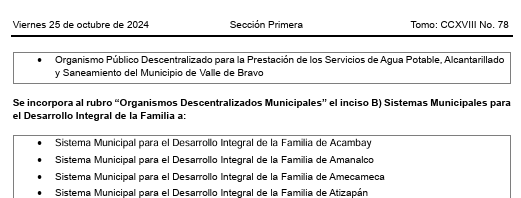 Viernes 25 de octubre de 2024 Sección Primera Tomo: CCXVIII No. 78
• Organismo Público Descentralizado para la Prestación de los Servicios de Agua Potable, Alcantarillado
y Saneamiento del Municipio de Valle de Bravo
Se incorpora al rubro “Organismos Descentralizados Municipales” el inciso B) Sistemas Municipales para
el Desarrollo Integral de la Familia a:
• Sistema Municipal para el Desarrollo Integral de la Familia de Acambay
• Sistema Municipal para el Desarrollo Integral de la Familia de Amanalco
• Sistema Municipal para el Desarrollo Integral de la Familia de Amecameca
• Sistema Municipal para el Desarrollo Integral de la Familia de Atizapán